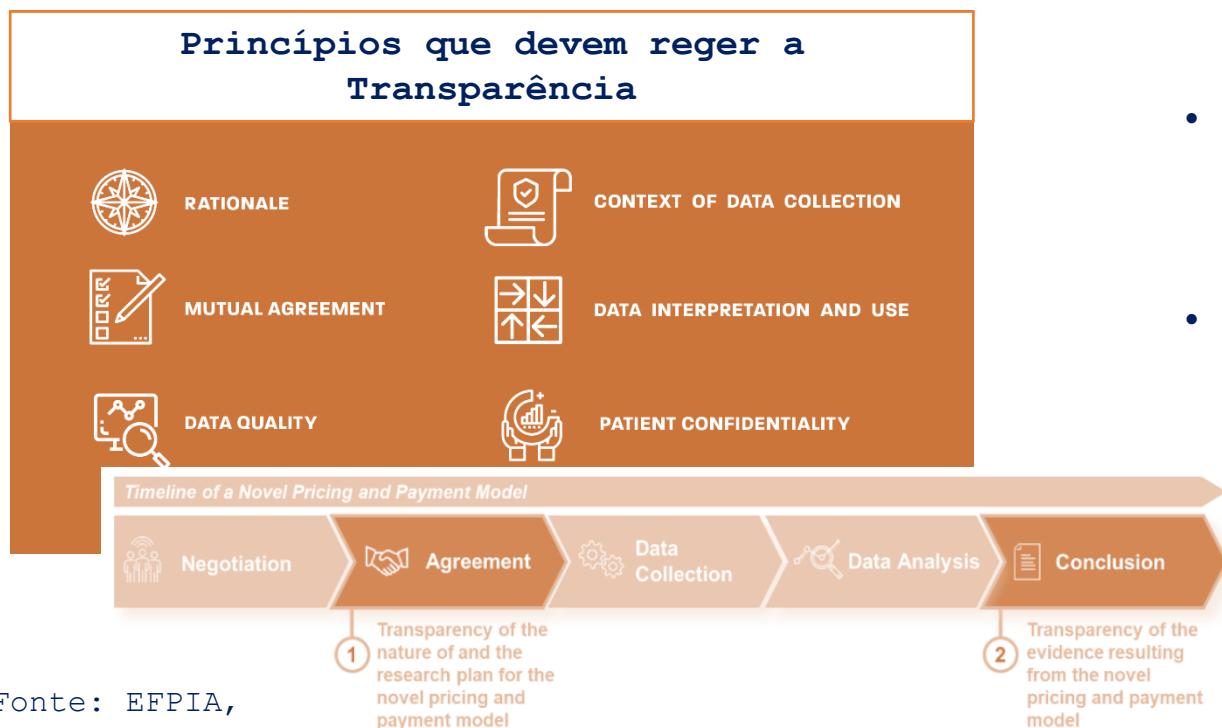 Princípios que devem reger a
Transparência
•
•
RATIONALE
CONTEXT OF DATA COLLECTION
MUTUAL AGREEMENT
DATA INTERPRETATION AND USE
DATA QUALITY
PATIENT CONFIDENTIALITY
Timeline of a Novel Pricing and Payment Model
Negotiation
Agreement
Data
Collection
Data Analysis
Conclusion
1
Transparency of the
nature of and the
research plan for the
novel pricing and
payment model
2
Transparency of the
evidence resulting
from the novel
pricing and payment
model
Fonte: EFPIA,